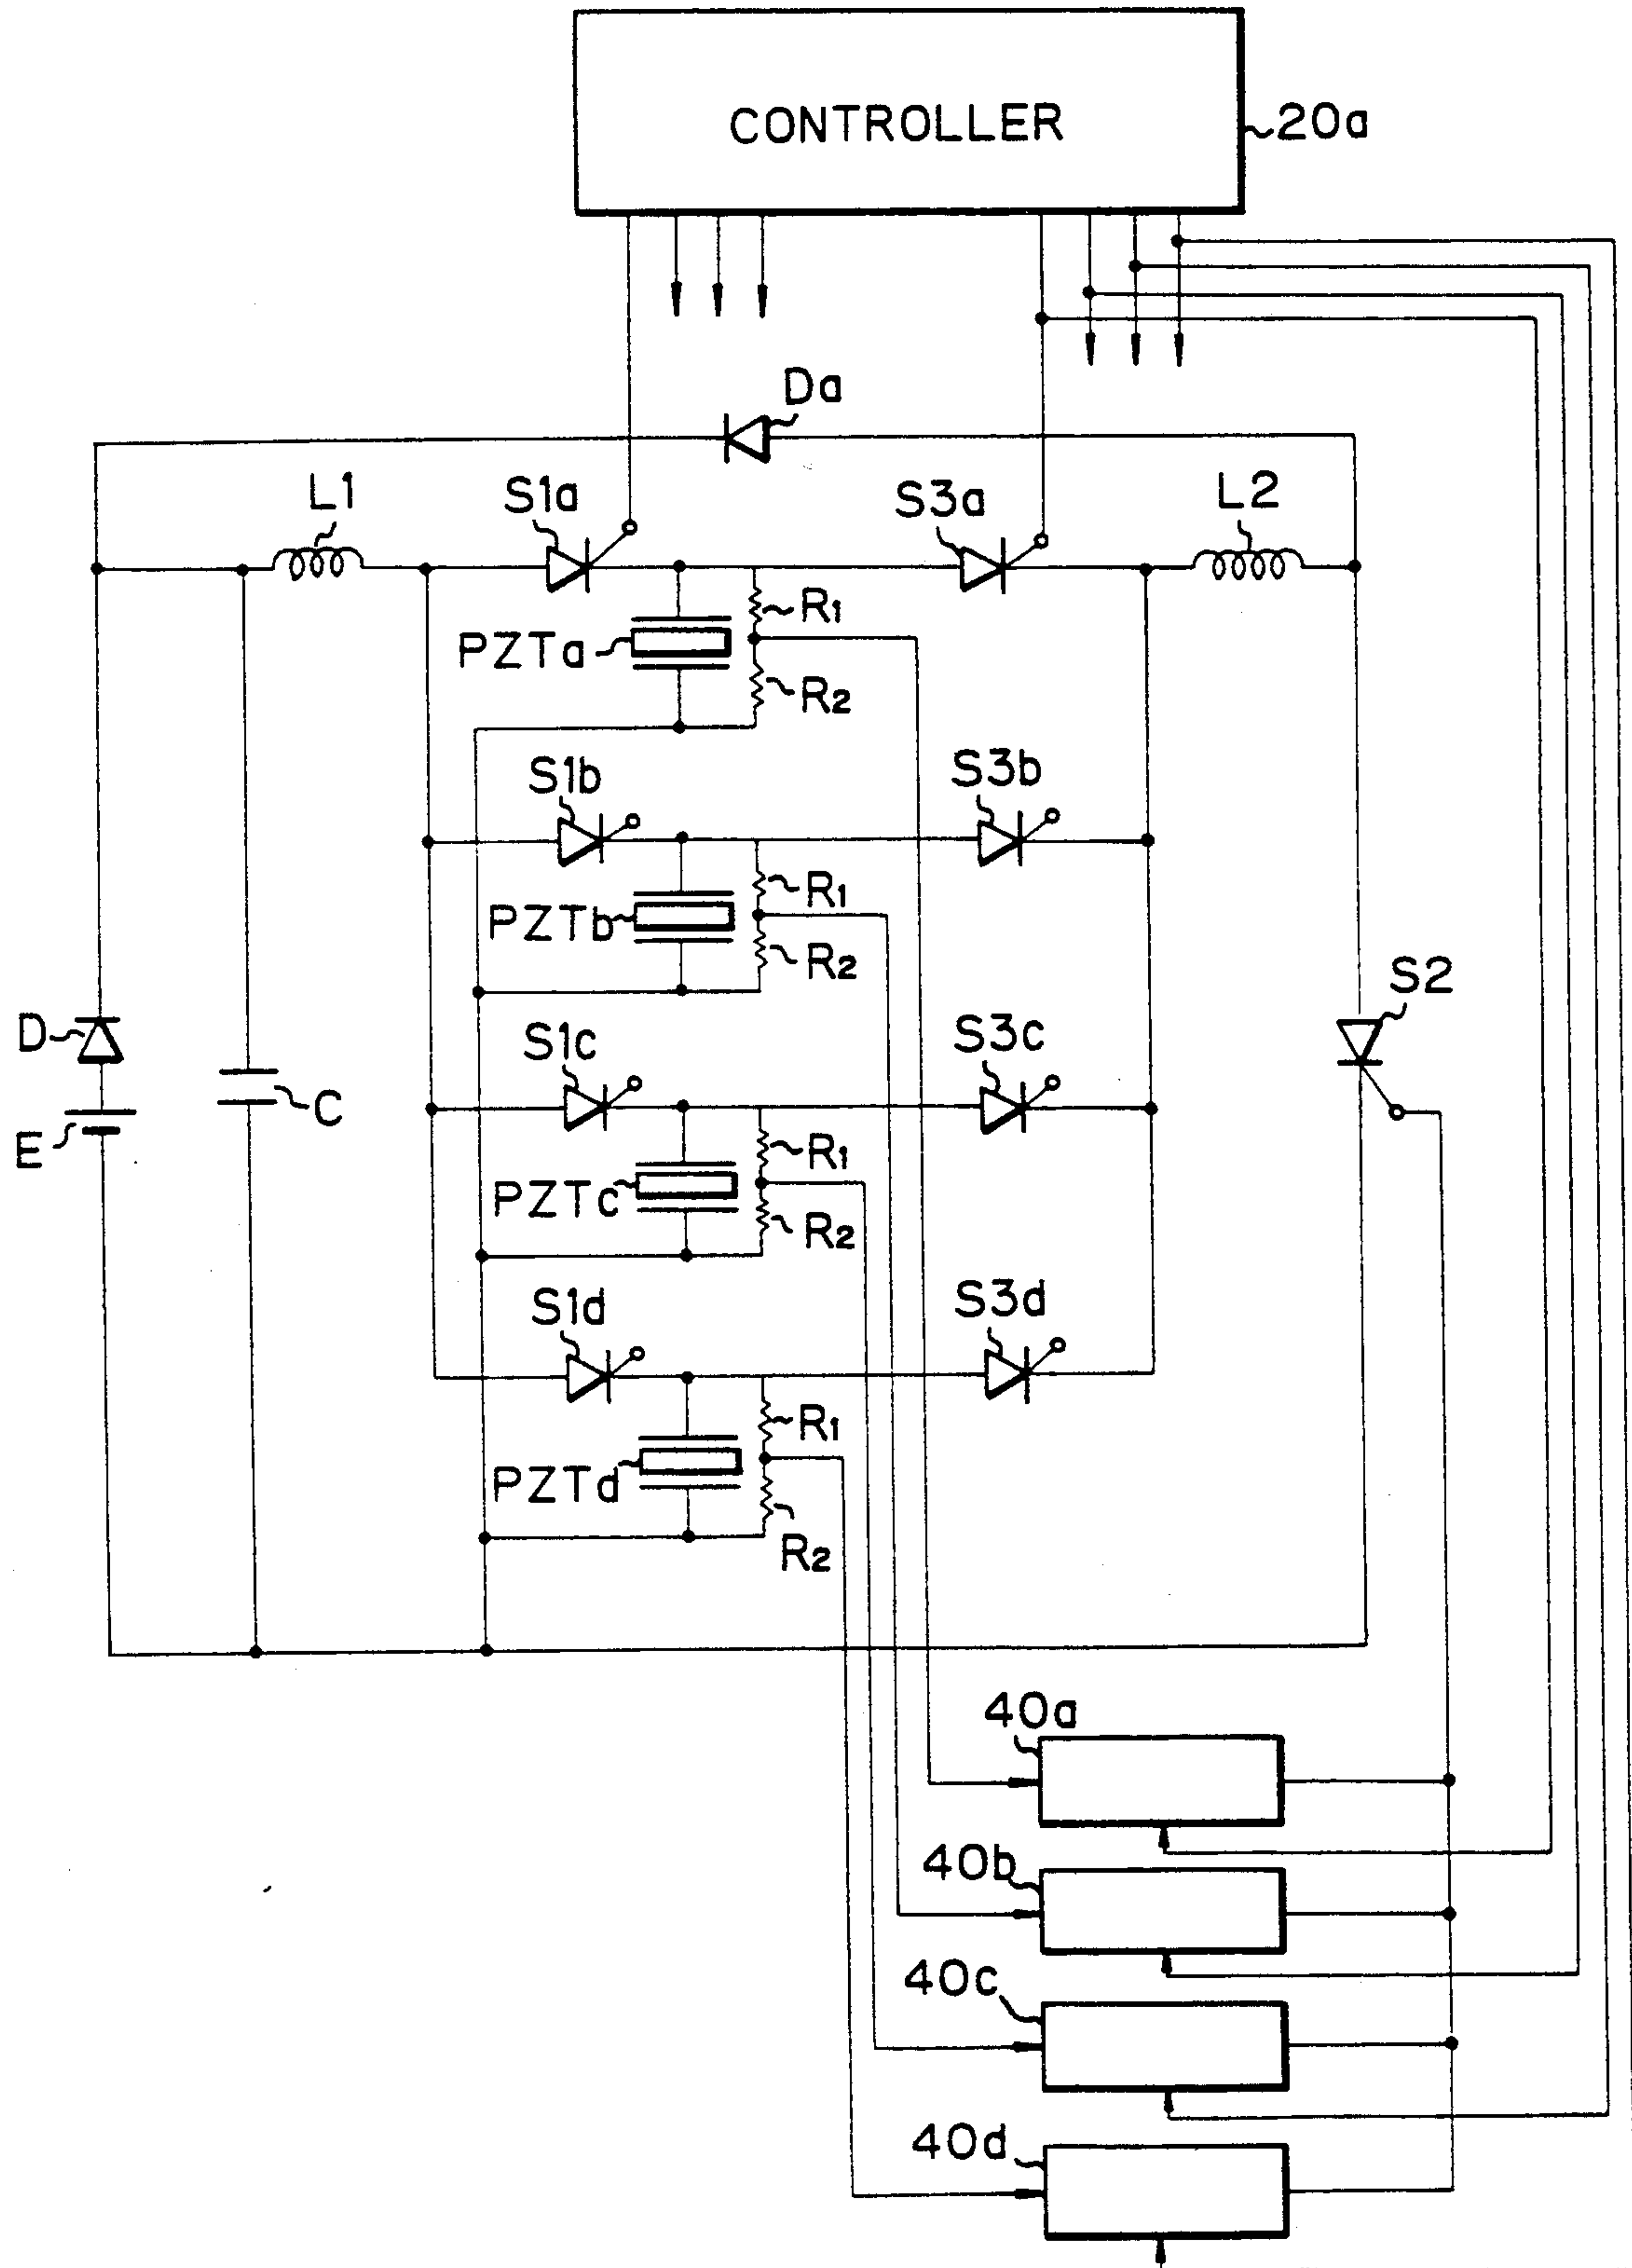 CONTROLLER
20a
Da
L1
S1a
S3a
L2
R1
PZTa
R2
S1b
S3b
R1
PZTb
R2
S2
D
S1c
S3c
C
E
R1
PZTc
R2
S1d
S3d
R1
PZTd
R2
40a
40b
40c
40d